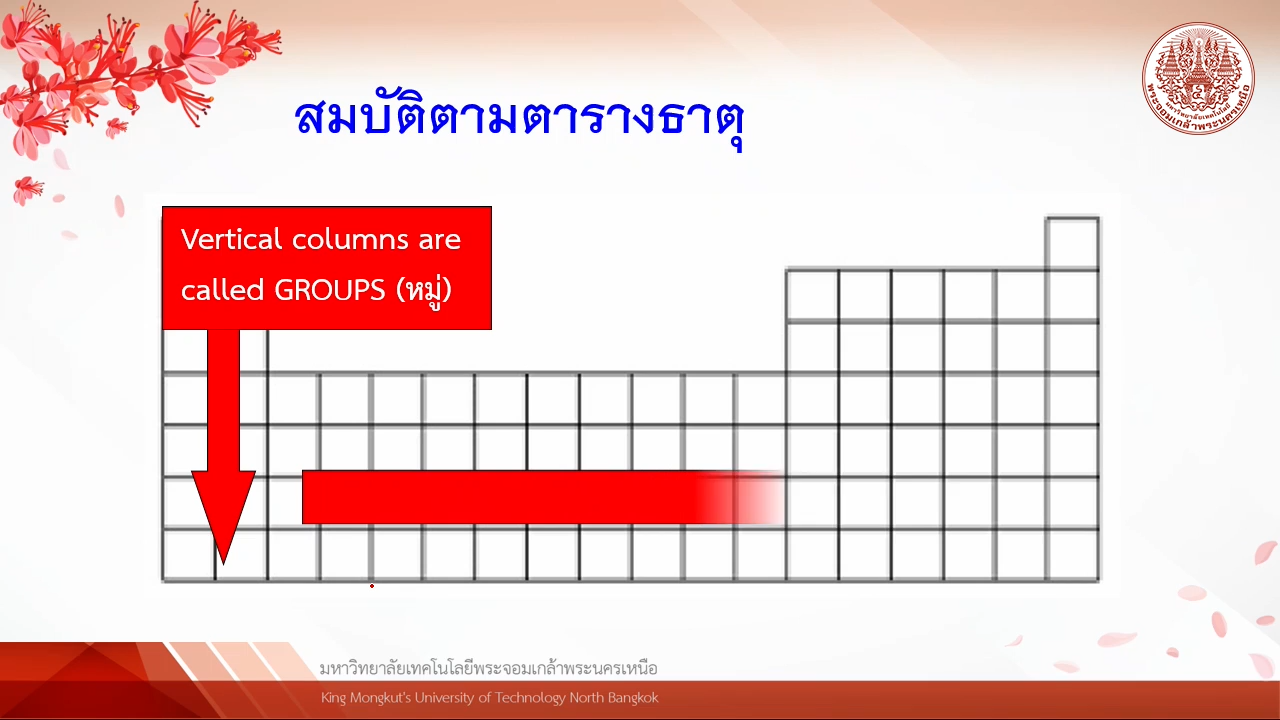 สมบัติตามตารางธาตุ
Vertical columns are
called GROUPS (หมู่)
มหาวิทยาลัยเทคโนโลยีพระจอมเกล้าพระนครเหนือ
King Mongkut's University of Technology North Bangkok